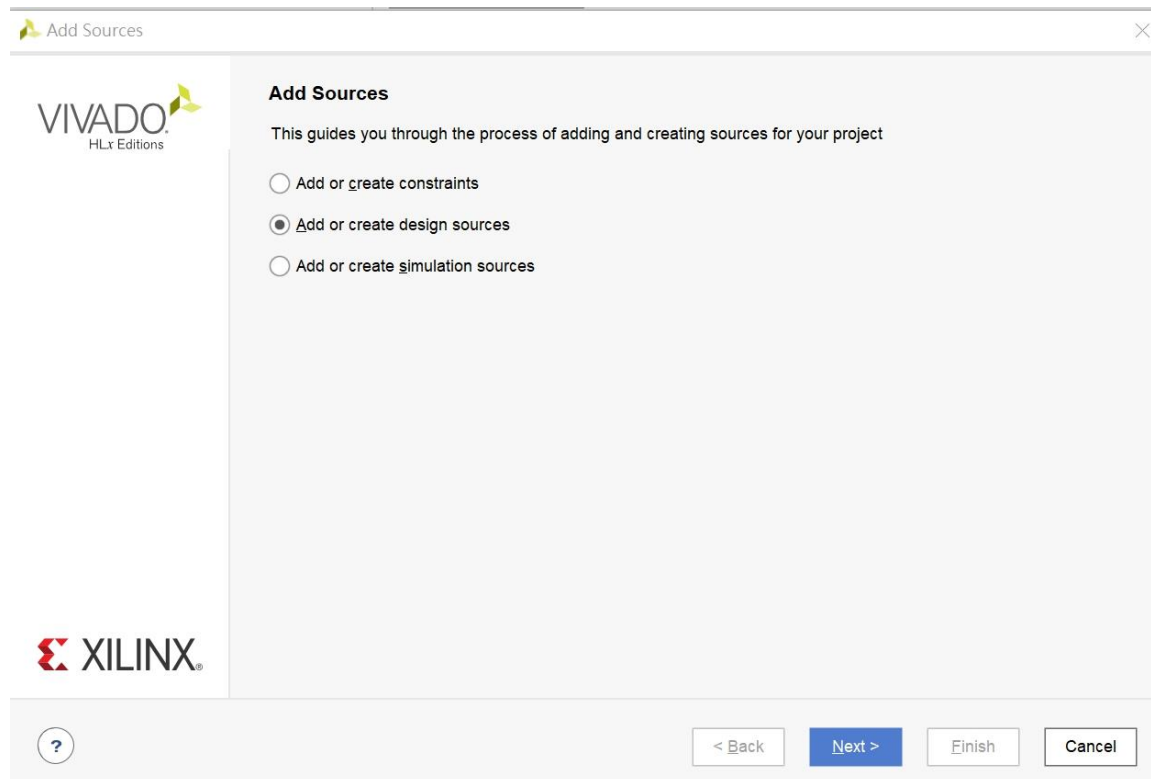 Add Sources
VIVADO.
HLx Editions
Add Sources
This guides you through the process of adding and creating sources for your project
Add or create constraints
Add or create design sources
Add or create simulation sources
XILINX®
?
< Back
Next >
Finish
Cancel